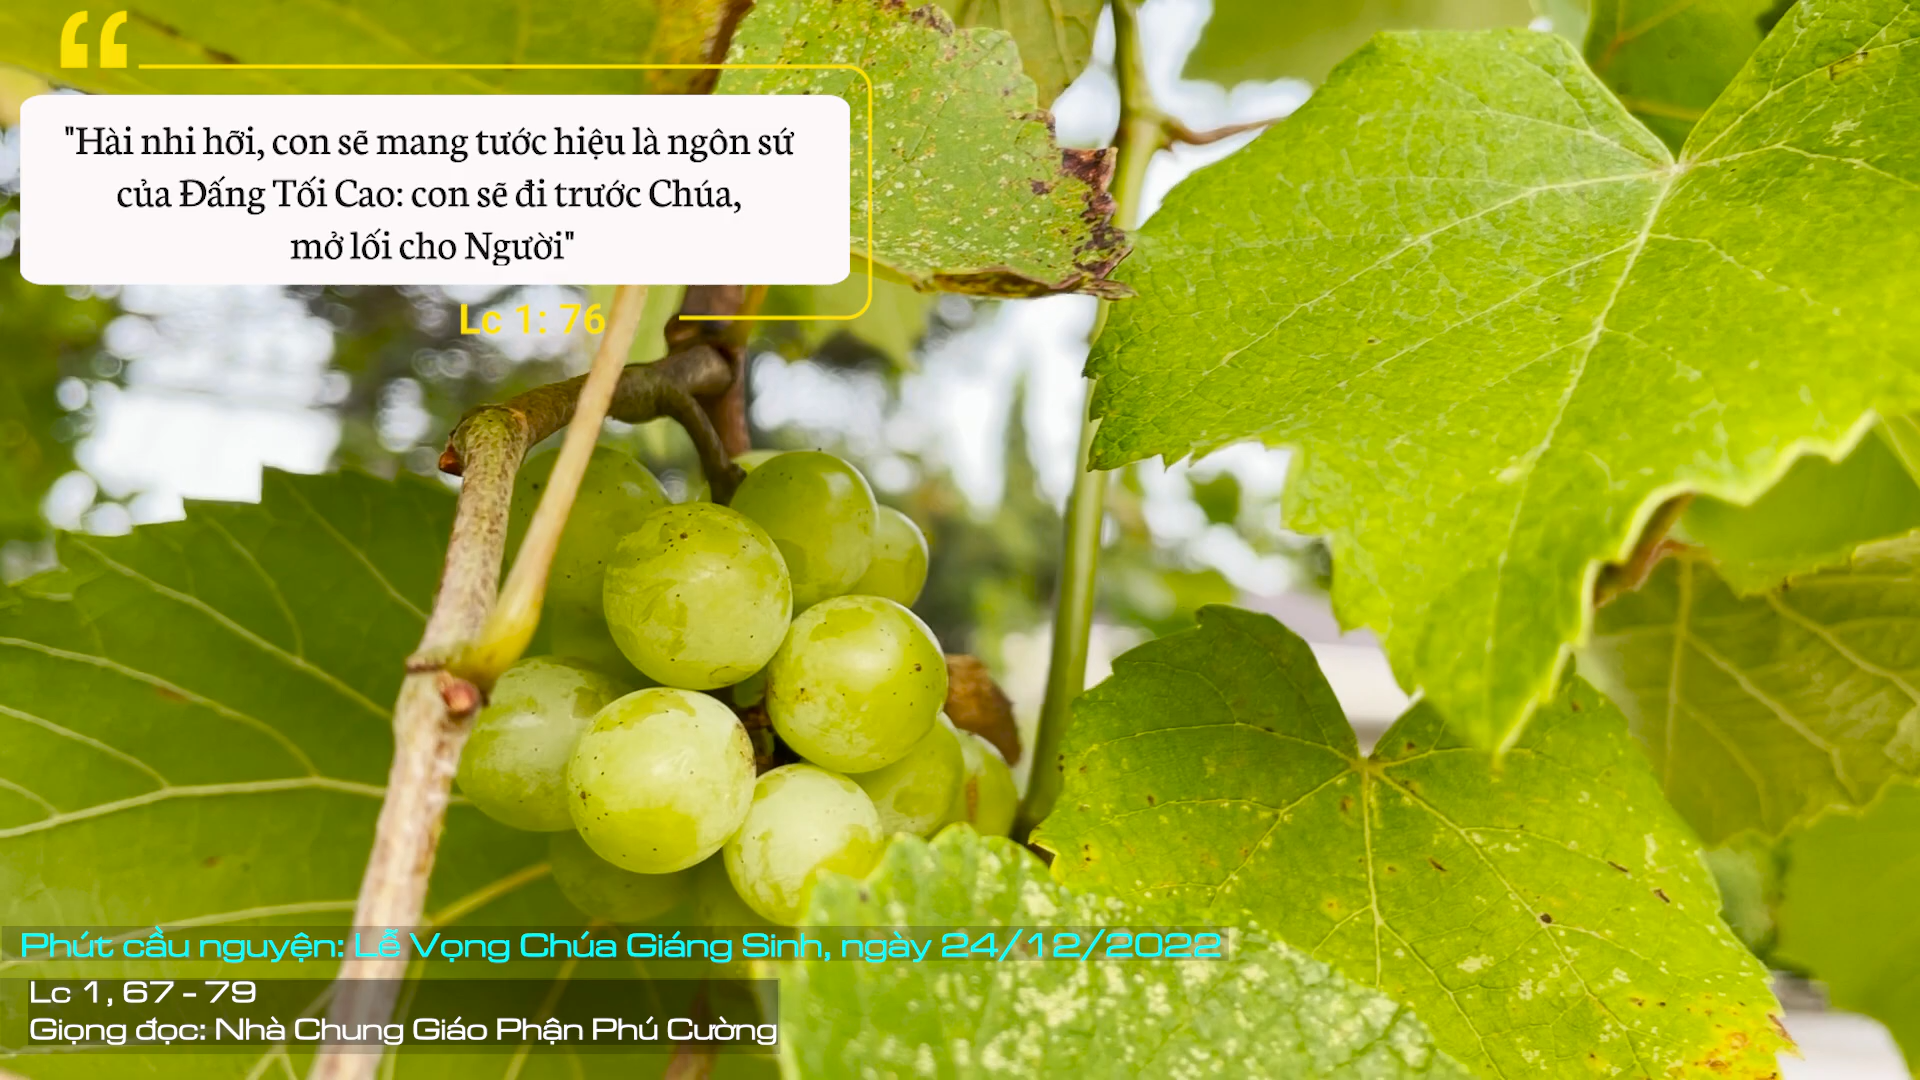 "Hài nhi hỡi, con sẽ mang tước hiệu là ngôn sứ
của Đấng Tối Cao: con sẽ đi trước Chúa,
mở lối cho Người"
Lc 1: 76
Phút cầu nguyện: Lễ Vọng Chúa Giáng Sinh, ngày 24/12/2022
Lc 1, 67 - 79
Giọng đọc: Nhà Chung Giáo Phận Phú Cường